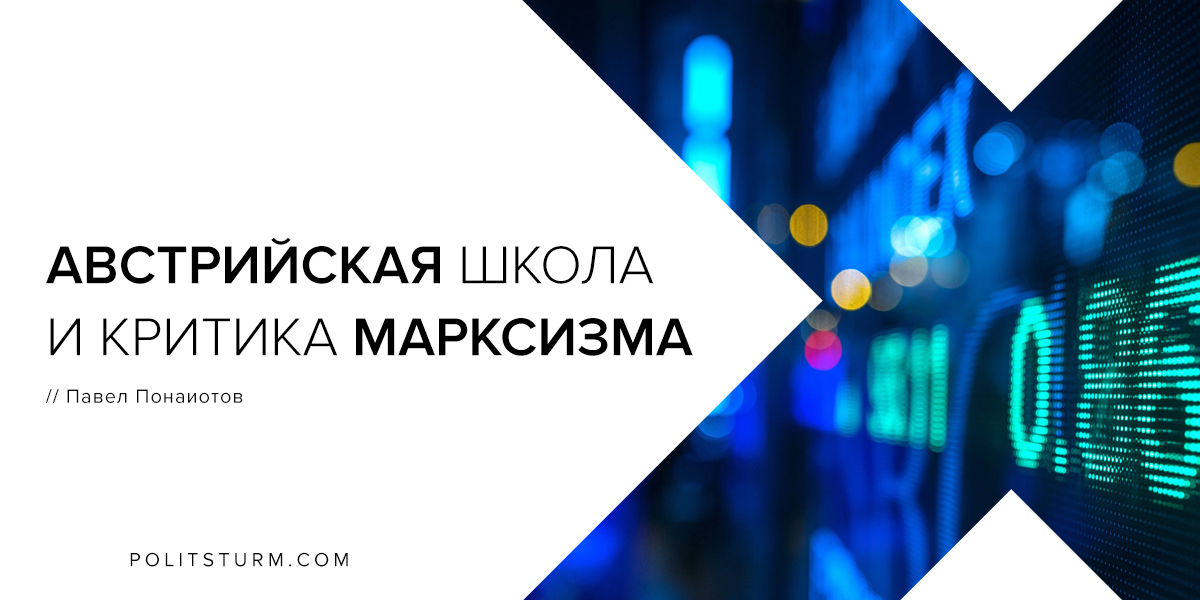 АВСТРИЙСКАЯ ШКОЛА
И КРИТИКА МАРКСИЗМА
// Павел Понаиотов
POLITSTURM.COM